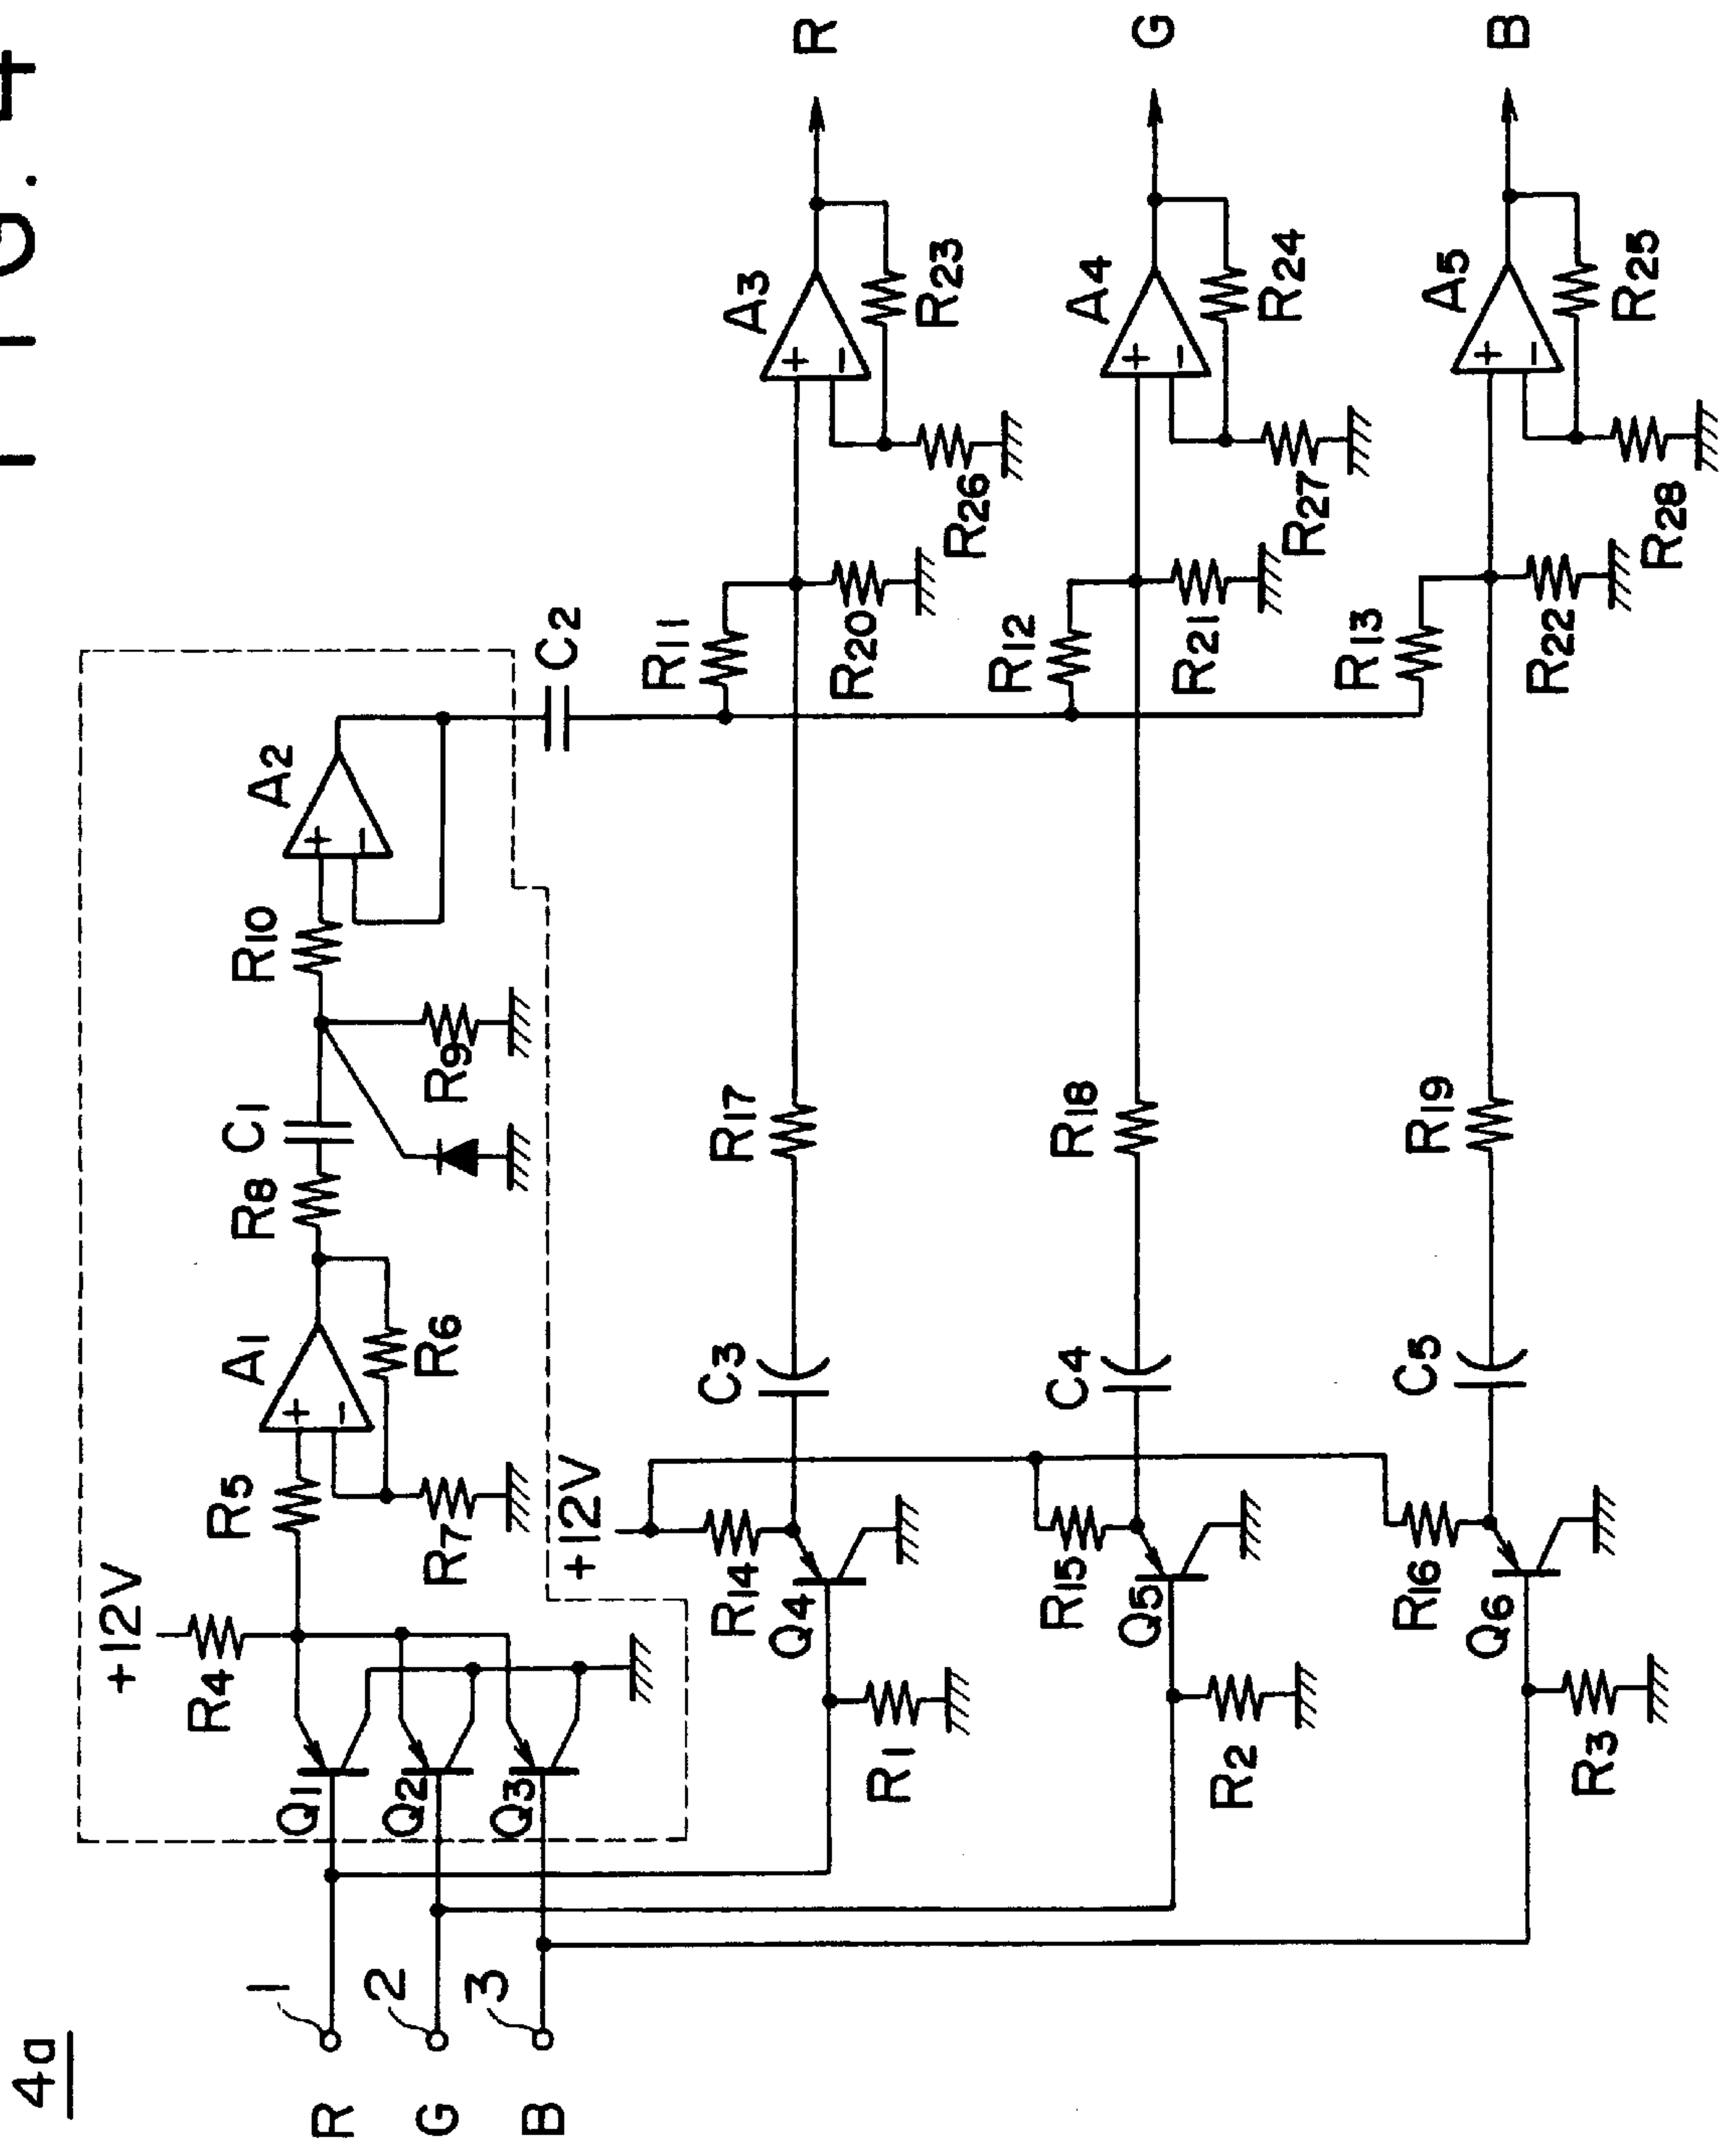 4a
R
1
G
2
B
3
+12V
R4
Q1
Q2
Q3
R5
A1
+
−
R6
R7
R8
C1
R9
R10
A2
+
−
C2
+12V
R14
Q4
R1
C3
R17
R11
R20
A3
+
−
R23
R26
R
R15
Q5
R2
C4
R18
R12
R21
A4
+
−
R24
R27
G
R16
Q6
R3
C5
R19
R13
R22
A5
+
−
R25
R28
B